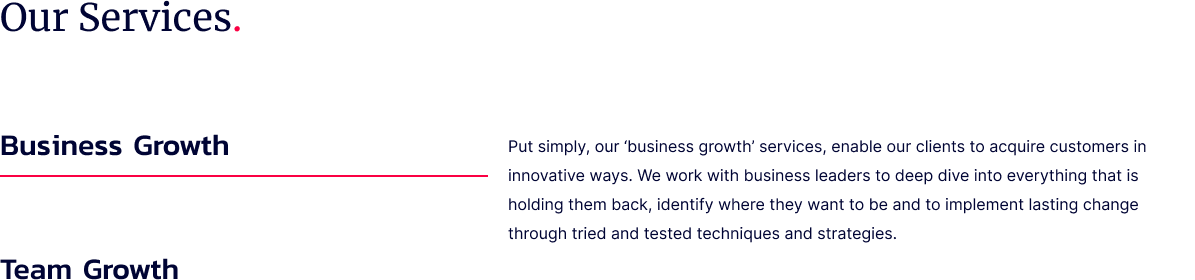 Our Services.
Business Growth
Put simply, our ‘business growth’ services, enable our clients to acquire customers in
innovative ways. We work with business leaders to deep dive into everything that is
holding them back, identify where they want to be and to implement lasting change
through tried and tested techniques and strategies.
Team Growth